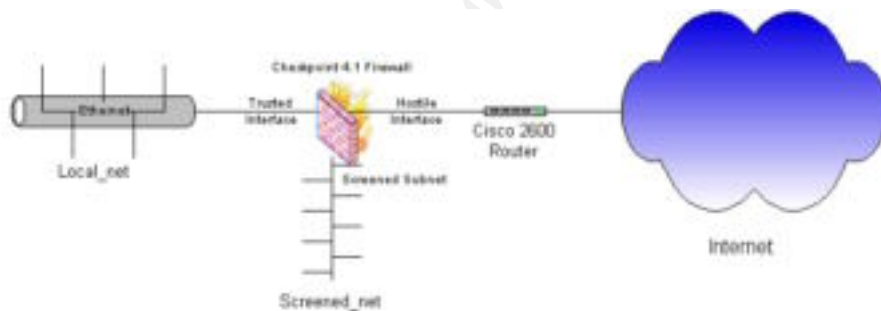 Checkpoint 4.1 Firewall
Ethernet
Trusted
Interface
Hostile
Interface
Cisco 2600
Router
Local_net
Screened Subnet
Internet
Screened_net